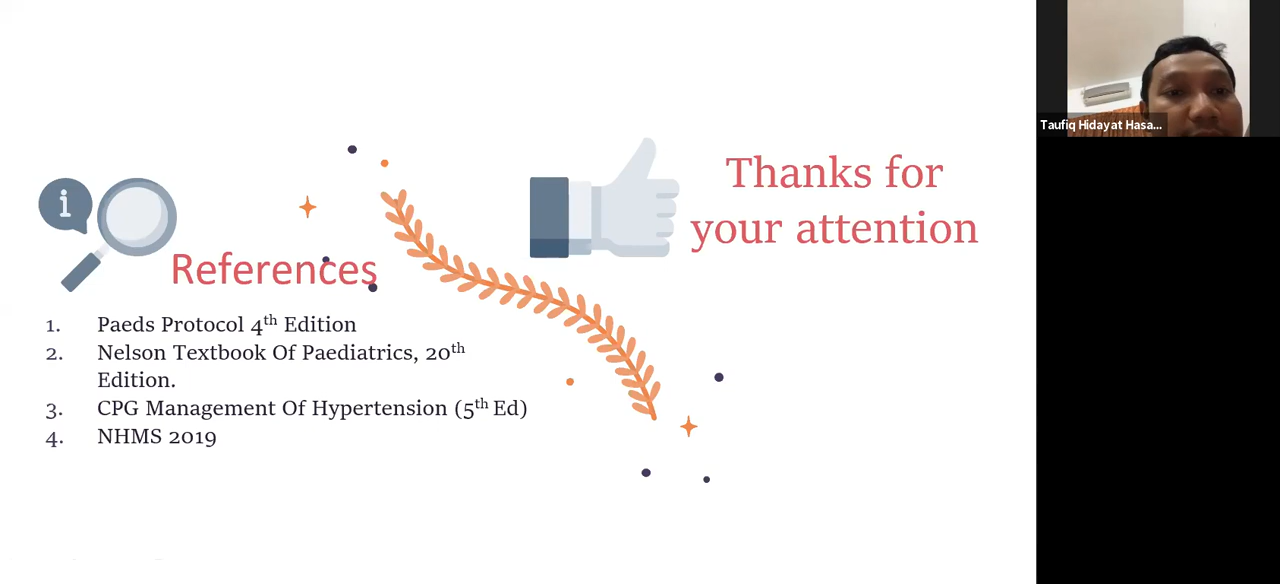 Thanks for
your attention
References
1. Paeds Protocol 4th Edition
2. Nelson Textbook Of Paediatrics, 20th
Edition.
3. CPG Management Of Hypertension (5th Ed)
4. NHMS 2019
Taufiq Hidayat Hasa...
i